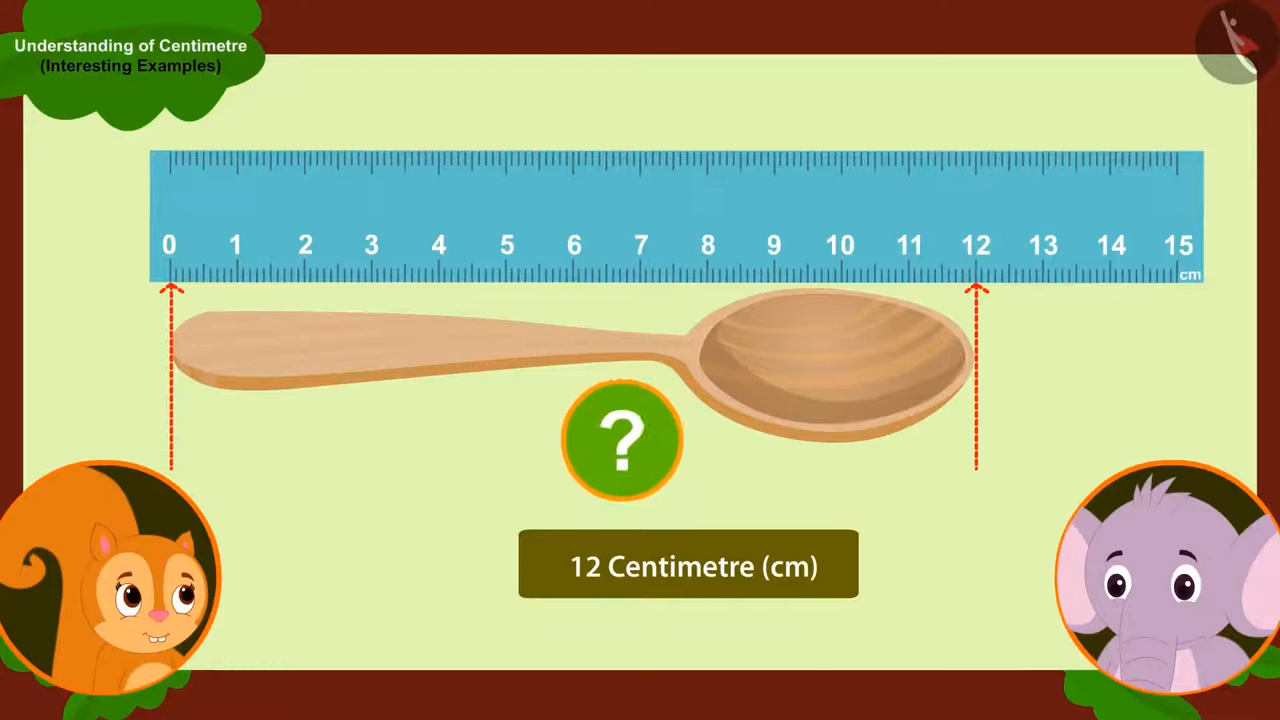 Understanding of Centimetre
(Interesting Examples)
0 1 2 3 4 5 6 7 8 9 10 11 12 13 14 15
cm
?
12 Centimetre (cm)